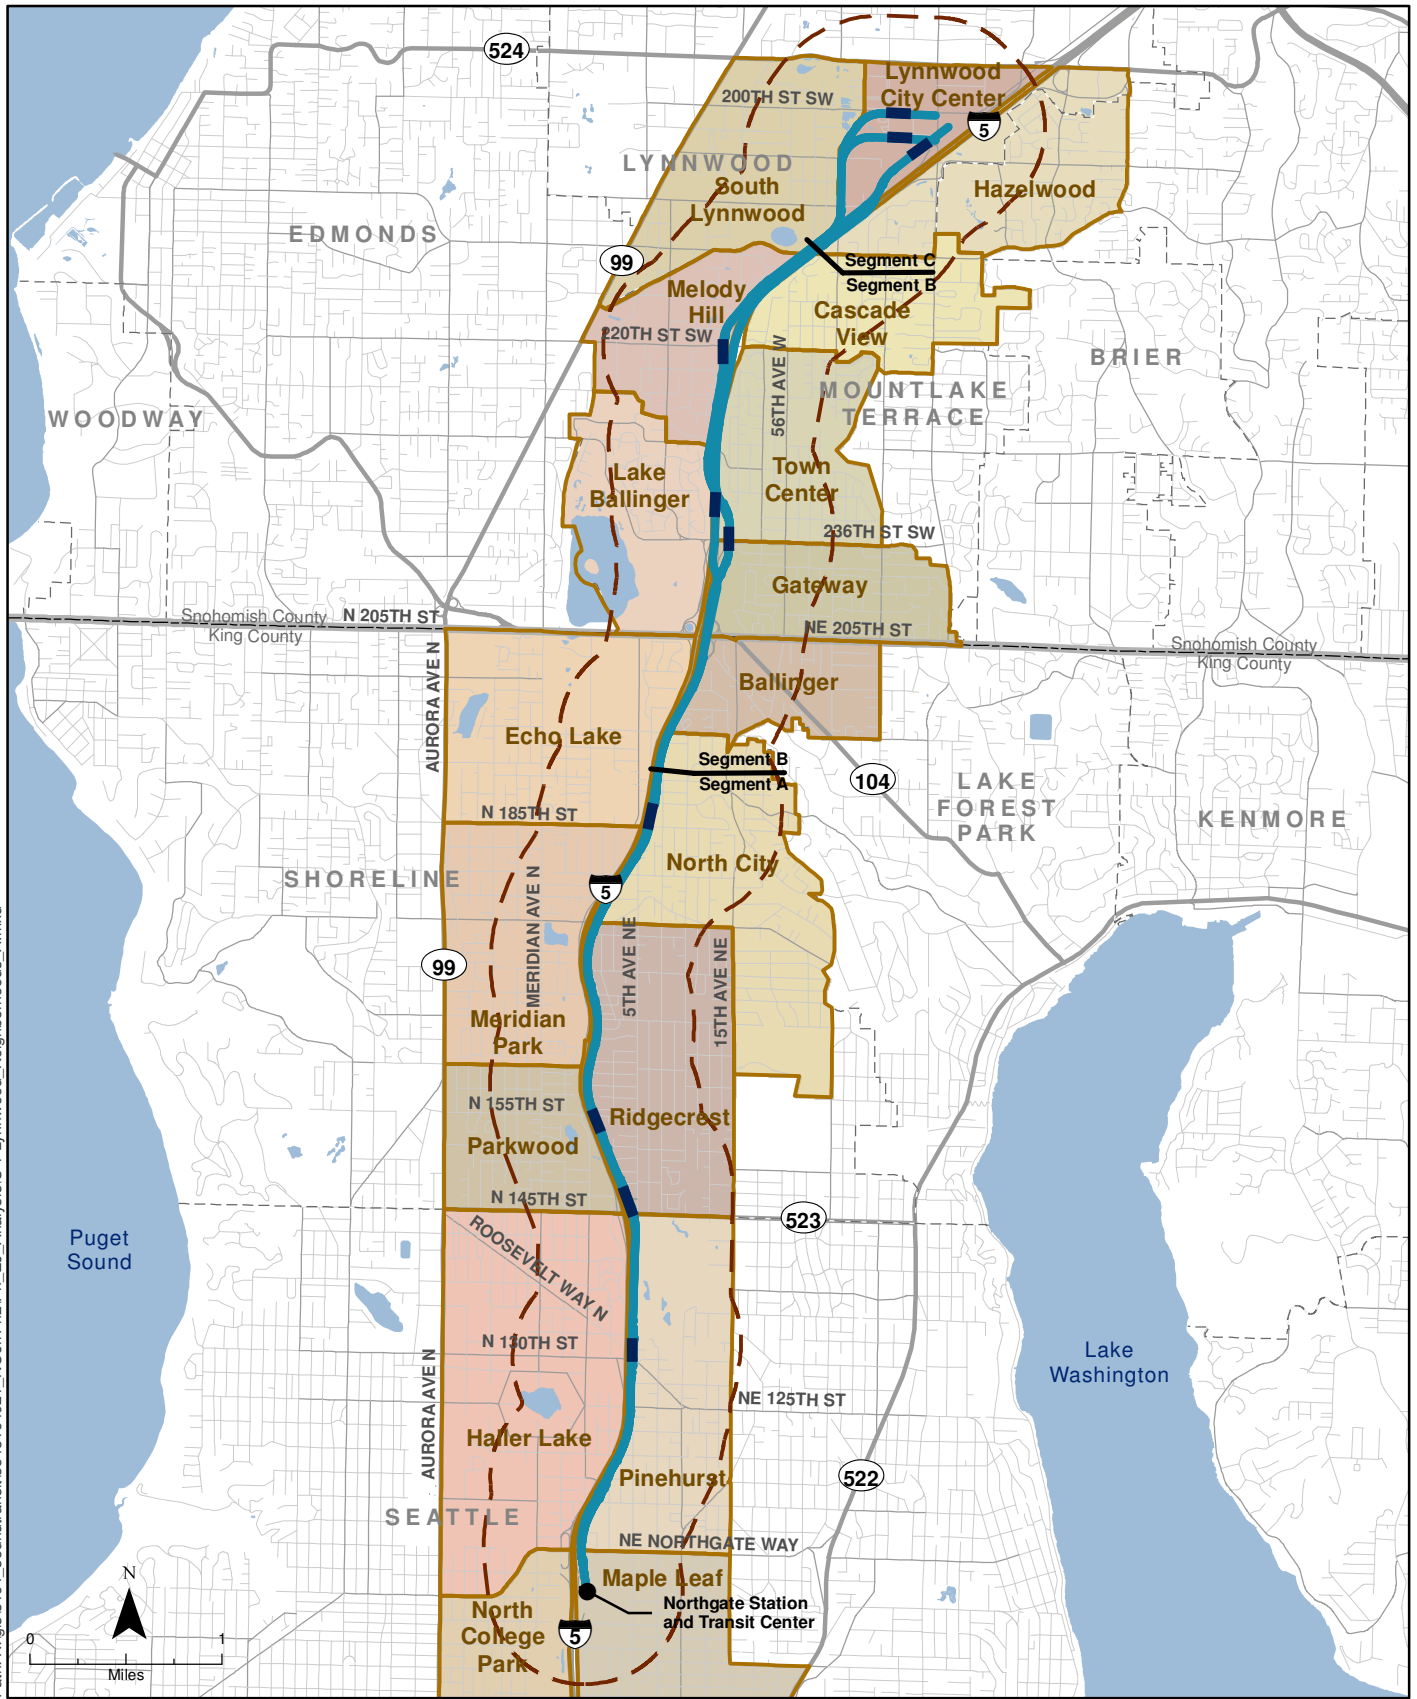 524
Lynnwood
City Center
200TH ST SW
5
LYNNWOOD
South
Lynnwood
Hazelwood
EDMONDS
99
Segment C
Segment B
Melody
Hill
Cascade
View
220TH ST SW
56TH AVE W
BRIER
MOUNTLAKE
TERRACE
WOODWAY
Lake
Ballinger
Town
Center
236TH ST SW
Gateway
Snohomish County
King County
N 205TH ST
NE 205TH ST
Snohomish County
King County
AURORA AVE N
Ballinger
Echo Lake
Segment B
Segment A
104
LAKE
FOREST
PARK
KENMORE
N 185TH ST
North City
SHORELINE
5
MERIDIAN AVE N
5TH AVE NE
15TH AVE NE
99
Meridian
Park
N 155TH ST
Ridgecrest
Parkwood
N 145TH ST
523
ROOSEVELT WAY N
Puget
Sound
N 130TH ST
Lake
Washington
AURORA AVE N
NE 125TH ST
Haller Lake
Pinehurst
522
SEATTLE
NE NORTHGATE WAY
Maple Leaf
Northgate Station
and Transit Center
North
College
Park
5
N
0 1
Miles